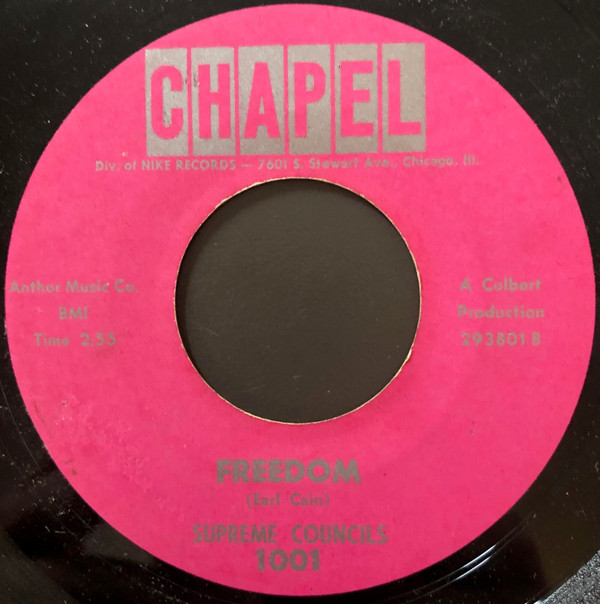 CHAPEL
Div. of NIKE RECORDS — 7601 S. Stewart Ave., Chicago, Ill.
Anthor Music Co.
BMI
Time 2.55
A Colbert
Production
293801 B
FREEDOM
(Earl Cain)
SUPREME COUNCILS
1001